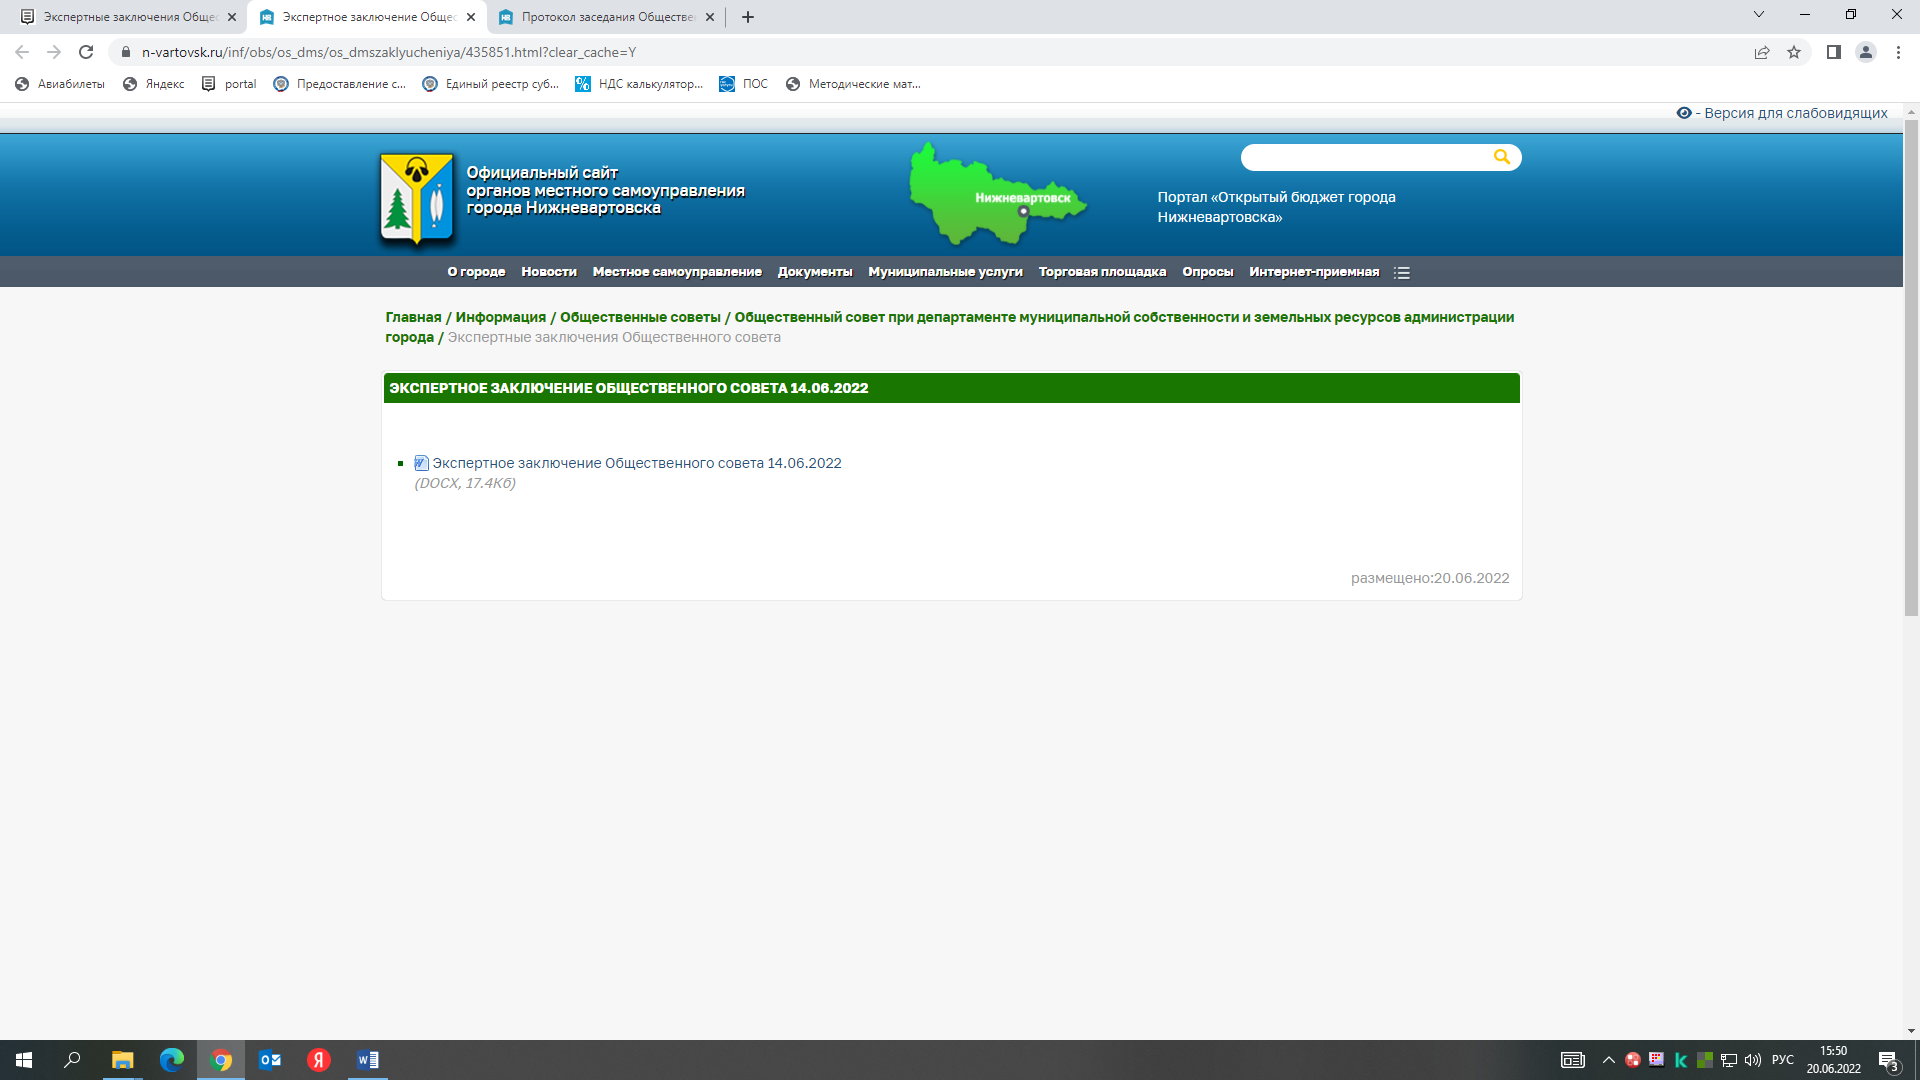 Экспертные заключения Общес
Экспертное заключение Общес
Протокол заседания Обществе
n-vartovsk.ru/inf/obs/os_dms/os_dmszaklyucheniya/435851.html?clear_cache=Y
Авиабилеты
Яндекс
portal
Предоставление с...
Единый реестр суб...
НДС калькулятор...
ПОС
Методические мат...
- Версия для слабовидящих
Официальный сайт
органов местного самоуправления
города Нижневартовска
Нижневартовск
Портал «Открытый бюджет города
Нижневартовска»
О городе Новости Местное самоуправление Документы Муниципальные услуги Торговая площадка Опросы Интернет-приемная
Главная / Информация / Общественные советы / Общественный совет при департаменте муниципальной собственности и земельных ресурсов администрации
города / Экспертные заключения Общественного совета
ЭКСПЕРТНОЕ ЗАКЛЮЧЕНИЕ ОБЩЕСТВЕННОГО СОВЕТА 14.06.2022
Экспертное заключение Общественного совета 14.06.2022
(DOCX, 17.4Кб)
размещено:20.06.2022
РУС
15:50
20.06.2022
3